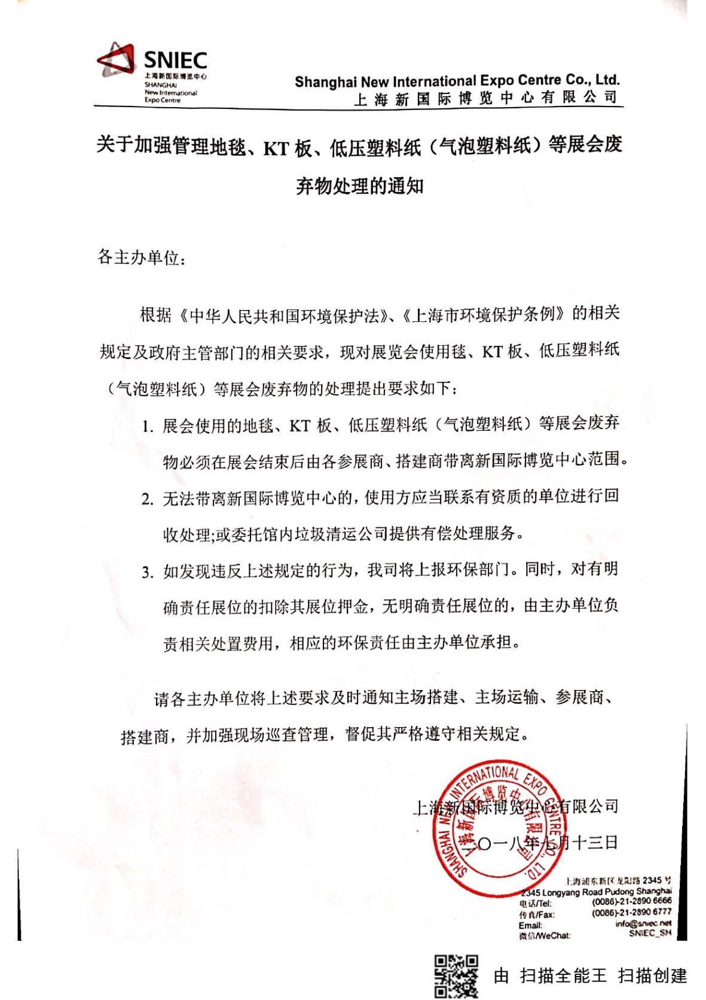 SNIEC
上海新国际博览中心
SHANGHAI
New International
Expo Centre
Shanghai New International Expo Centre Co., Ltd.
上海新国际博览中心有限公司
关于加强管理地毯、KT 板、低压塑料纸（气泡塑料纸）等展会废
弃物处理的通知
各主办单位：
根据《中华人民共和国环境保护法》、《上海市环境保护条例》的相关
规定及政府主管部门的相关要求，现对展览会使用毯、KT 板、低压塑料纸
（气泡塑料纸）等展会废弃物的处理提出要求如下：
1. 展会使用的地毯、KT 板、低压塑料纸（气泡塑料纸）等展会废弃
物必须在展会结束后由各参展商、搭建商带离新国际博览中心范围。
2. 无法带离新国际博览中心的，使用方应当联系有资质的单位进行回
收处理;或委托馆内垃圾清运公司提供有偿处理服务。
3. 如发现违反上述规定的行为，我司将上报环保部门。同时，对有明
确责任展位的扣除其展位押金，无明确责任展位的，由主办单位负
责相关处置费用，相应的环保责任由主办单位承担。
请各主办单位将上述要求及时通知主场搭建、主场运输、参展商、
搭建商，并加强现场巡查管理，督促其严格遵守相关规定。
SHANGHAI NEW INTERNATIONAL EXPO CENTRE CO., LTD.
上海新国际博览中心有限公司
上海新国际博览中心有限公司
二〇一八年七月十三日
上海浦东新区龙阳路 2345 号
2345 Longyang Road Pudong Shanghai
电话/Tel: (0086)-21-2890 6666
传真/Fax: (0086)-21-2890 6777
Email: info@sniec.net
微信/WeChat: SNIEC_SH
由 扫描全能王 扫描创建